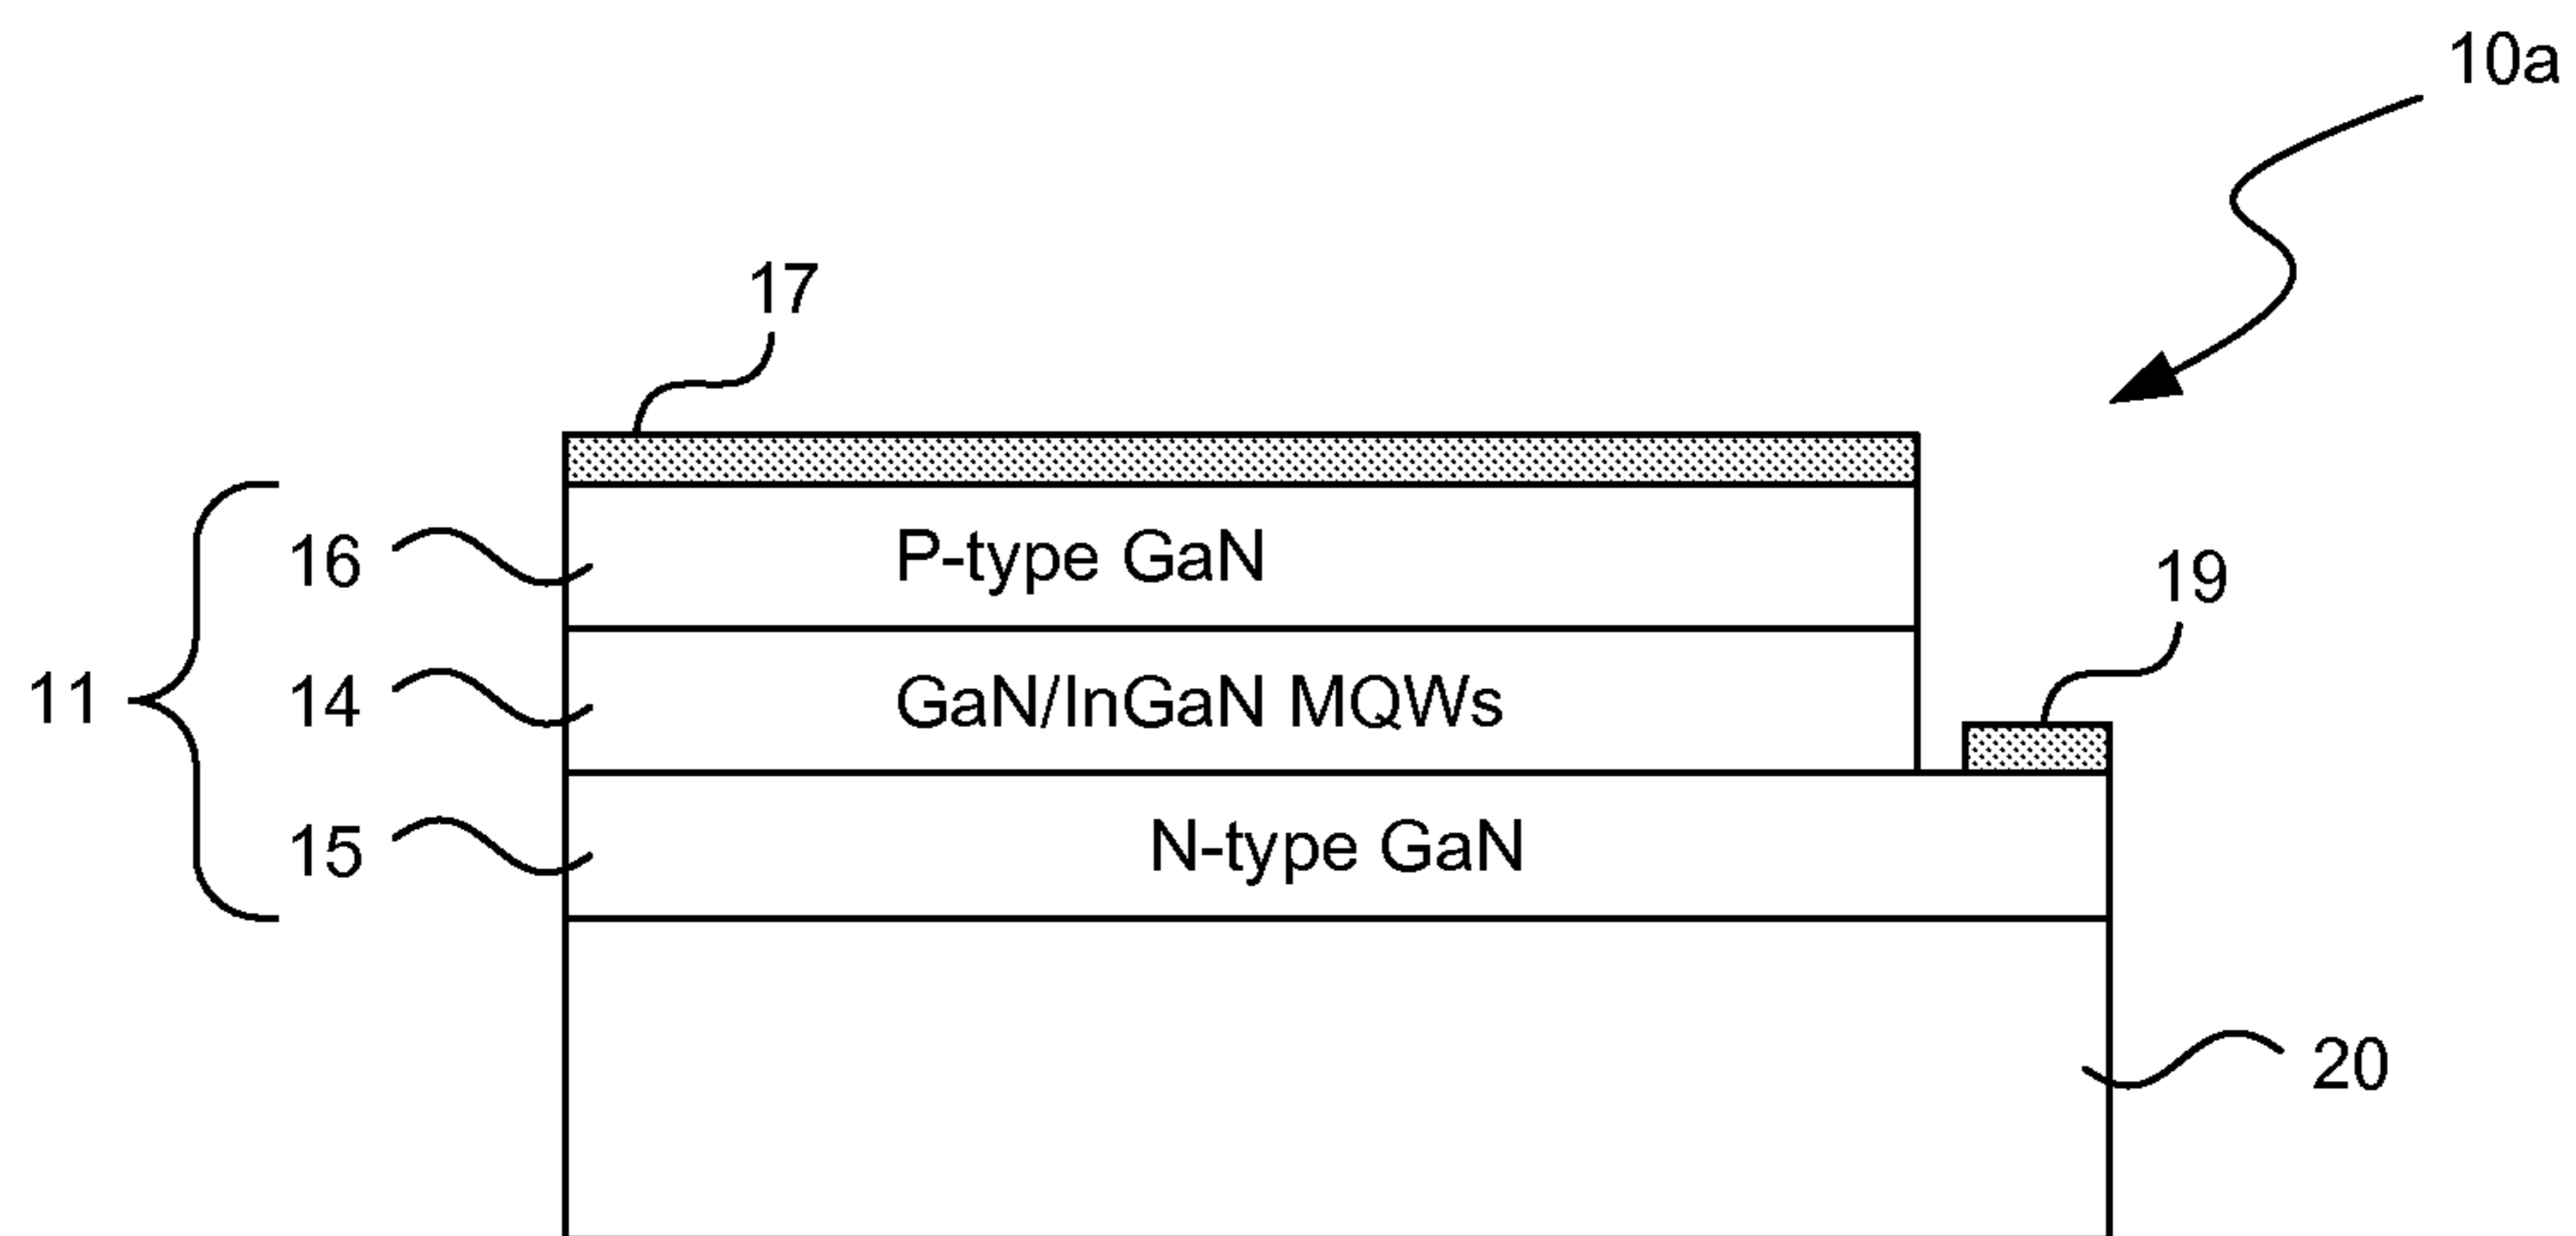 10a
17
16 P-type GaN
19
11 14 GaN/InGaN MQWs
15 N-type GaN
20